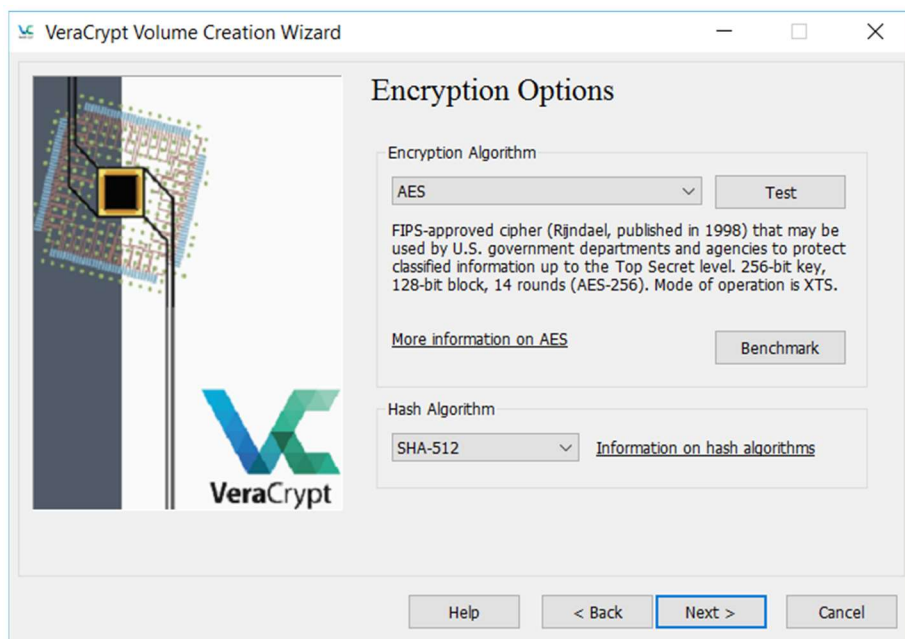 VeraCrypt Volume Creation Wizard
Encryption Options
Encryption Algorithm
AES
Test
FIPS-approved cipher (Rijndael, published in 1998) that may be
used by U.S. government departments and agencies to protect
classified information up to the Top Secret level. 256-bit key,
128-bit block, 14 rounds (AES-256). Mode of operation is XTS.
More information on AES
Benchmark
Hash Algorithm
SHA-512
Information on hash algorithms
VeraCrypt
Help
< Back
Next >
Cancel